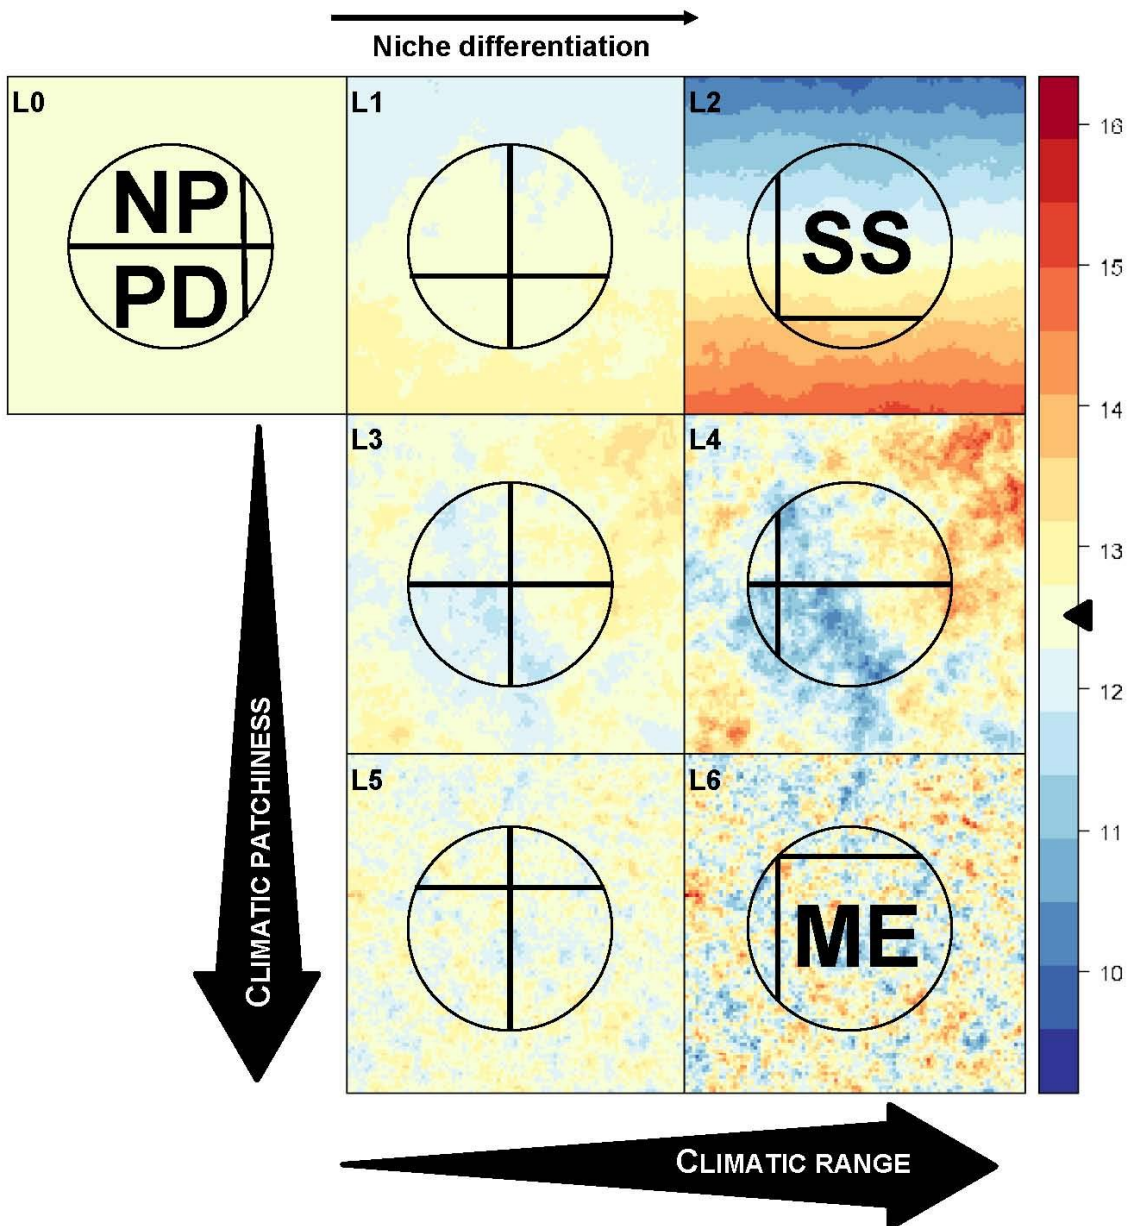 Niche differentiation
L0
L1
L2
NP
PD
SS
L3
L4
L5
L6
ME
16
15
14
13
12
11
10
CLIMATIC PATCHINESS
CLIMATIC RANGE